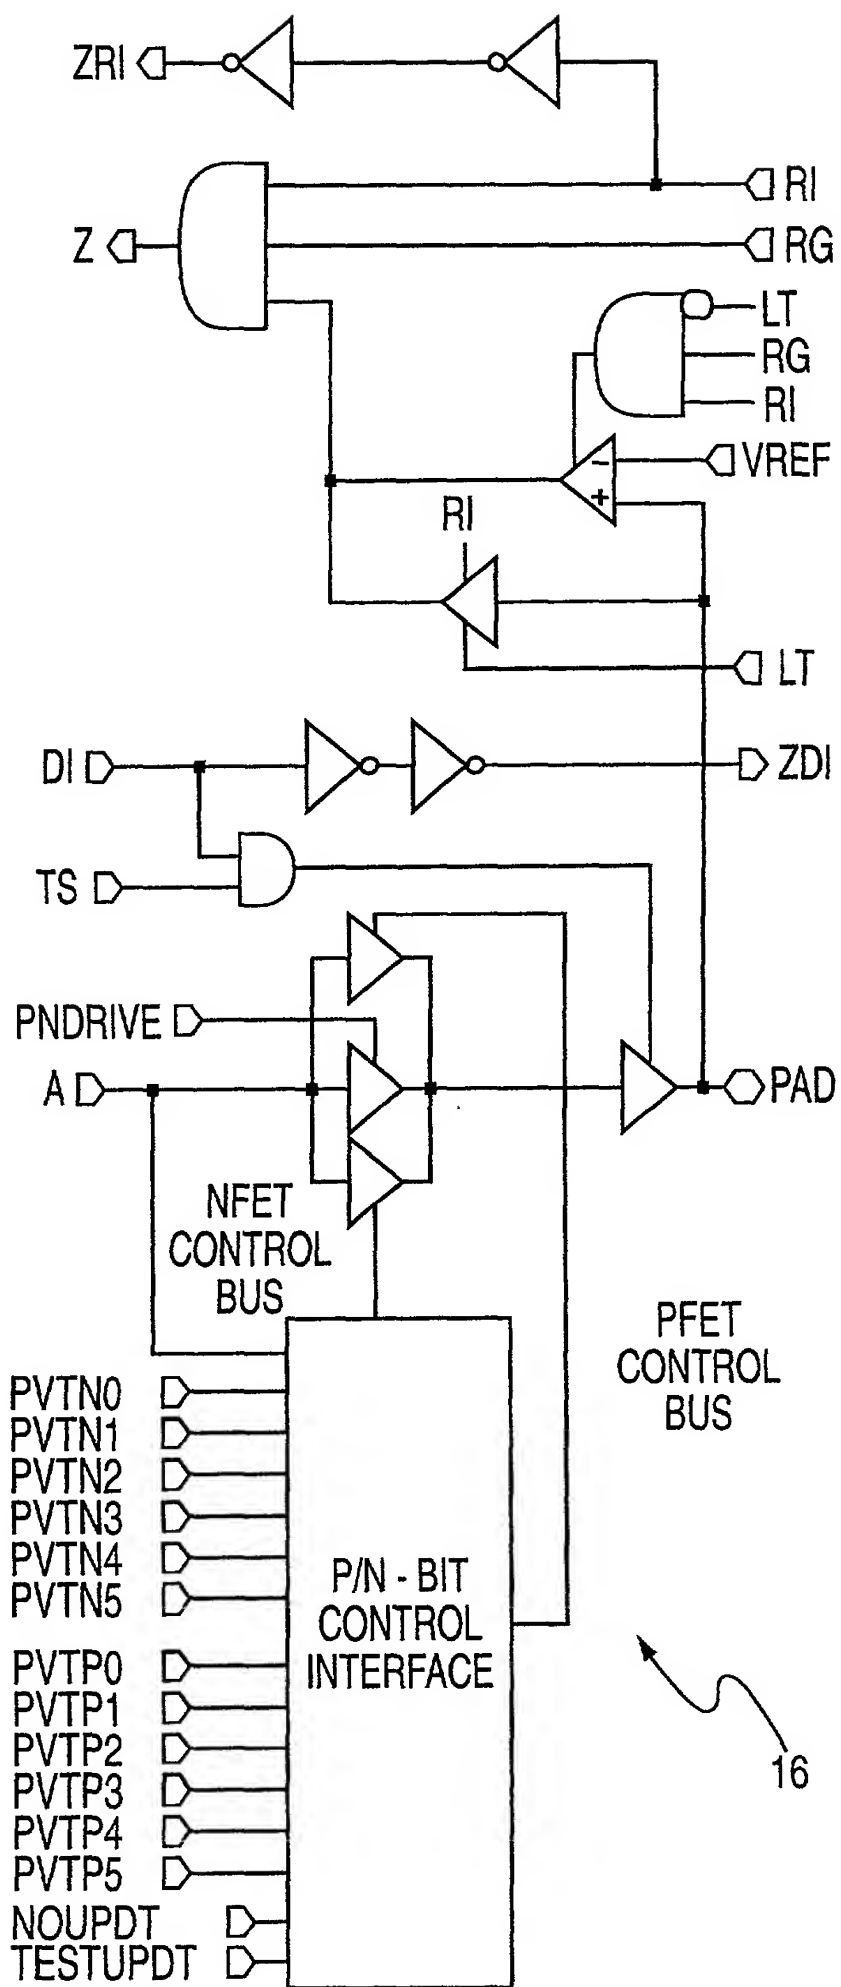 ZRI
RI
Z
RG
LT
RG
RI
VREF
−
+
RI
LT
DI
ZDI
TS
PNDRIVE
A
PAD
NFET
CONTROL
BUS
PFET
CONTROL
BUS
PVTN0
PVTN1
PVTN2
PVTN3
PVTN4
PVTN5
P/N - BIT
CONTROL
INTERFACE
PVTP0
PVTP1
PVTP2
PVTP3
PVTP4
PVTP5
16
NOUPDT
TESTUPDT